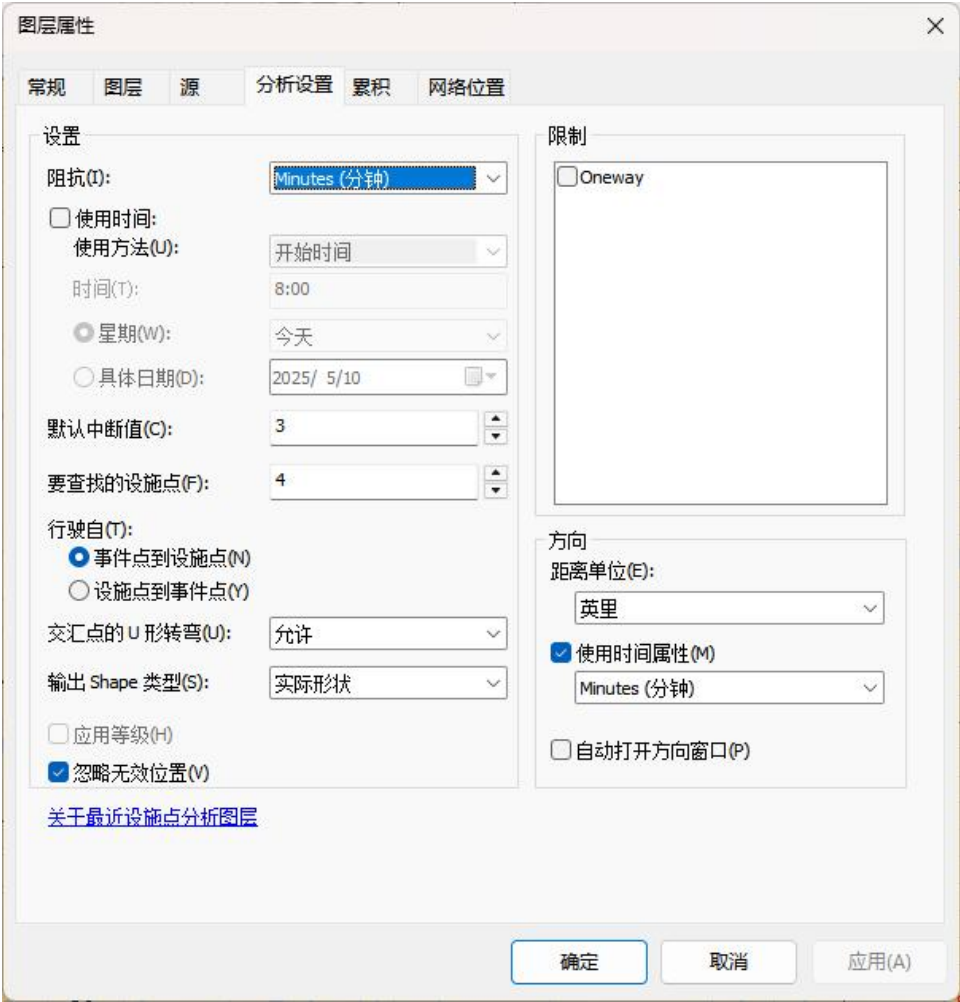 图层属性
常规 图层 源 分析设置 累积 网络位置
设置
阻抗(I): Minutes (分钟)
使用时间:
使用方法(U): 开始时间
时间(T): 8:00
星期(W): 今天
具体日期(D): 2025/ 5/10
默认中断值(C): 3
要查找的设施点(F): 4
行驶自(T):
事件点到设施点(N)
设施点到事件点(Y)
交汇点的 U 形转弯(U): 允许
输出 Shape 类型(S): 实际形状
应用等级(H)
忽略无效位置(V)
关于最近设施点分析图层
限制
Oneway
方向
距离单位(E):
英里
使用时间属性(M)
Minutes (分钟)
自动打开方向窗口(P)
确定 取消 应用(A)